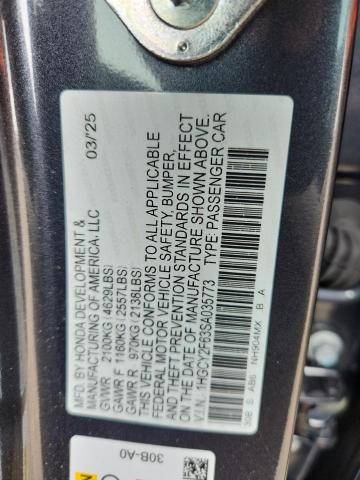 MFD. BY HONDA DEVELOPMENT &
MANUFACTURING OF AMERICA, LLC 03/25
GVWR 2100KG (4629LBS)
GAWR F 1160KG (2557LBS)
GAWR R 970KG (2138LBS)
THIS VEHICLE CONFORMS TO ALL APPLICABLE
FEDERAL MOTOR VEHICLE SAFETY, BUMPER,
AND THEFT PREVENTION STANDARDS IN EFFECT
ON THE DATE OF MANUFACTURE SHOWN ABOVE.
V.I.N. 1HGCY2F63SA035773 TYPE: PASSENGER CAR
30B S AB6 NH904MX B A
30B-A0